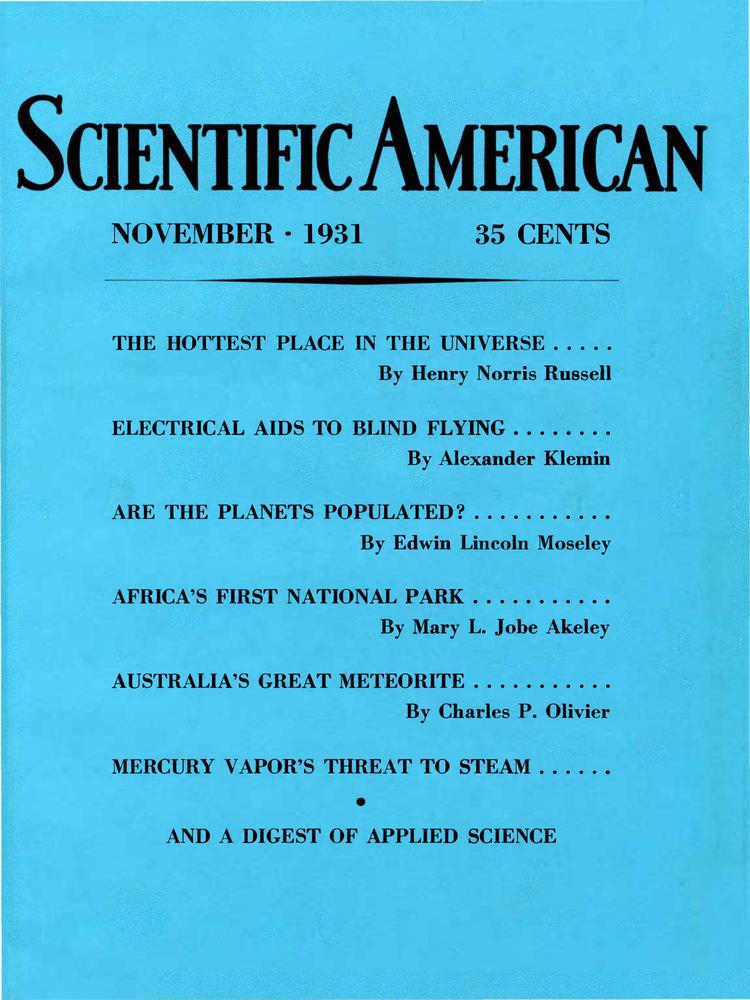 SCIENTIFIC AMERICAN
NOVEMBER · 1931 35 CENTS
THE HOTTEST PLACE IN THE UNIVERSE . . . . .
By Henry Norris Russell
ELECTRICAL AIDS TO BLIND FLYING . . . . . . . .
By Alexander Klemin
ARE THE PLANETS POPULATED? . . . . . . . . . . .
By Edwin Lincoln Moseley
AFRICA'S FIRST NATIONAL PARK . . . . . . . . . . .
By Mary L. Jobe Akeley
AUSTRALIA'S GREAT METEORITE . . . . . . . . . . .
By Charles P. Olivier
MERCURY VAPOR'S THREAT TO STEAM . . . . . .
•
AND A DIGEST OF APPLIED SCIENCE